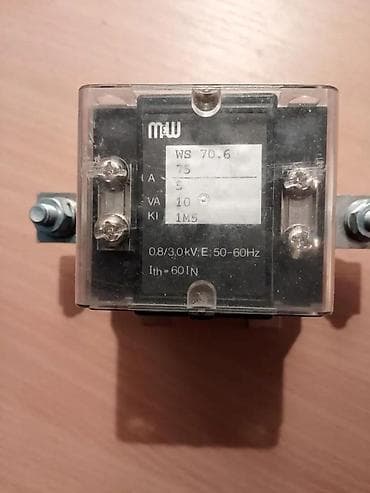 M&W
WS 70.6
75
A
5
VA 10
Kl 1M5
0.8/3,0kV; E; 50-60Hz
Ith=60IN